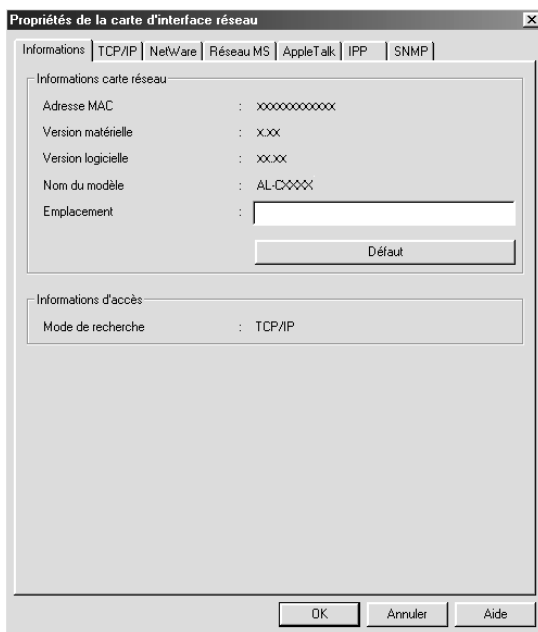 Propriétés de la carte d'interface réseau
Informations TCP/IP NetWare Réseau MS AppleTalk IPP SNMP
Informations carte réseau
Adresse MAC : XXXXXXXXXXXX
Version matérielle : X.XX
Version logicielle : XX.XX
Nom du modèle : AL-CXXXX
Emplacement :
Défaut
Informations d'accès
Mode de recherche : TCP/IP
OK Annuler Aide